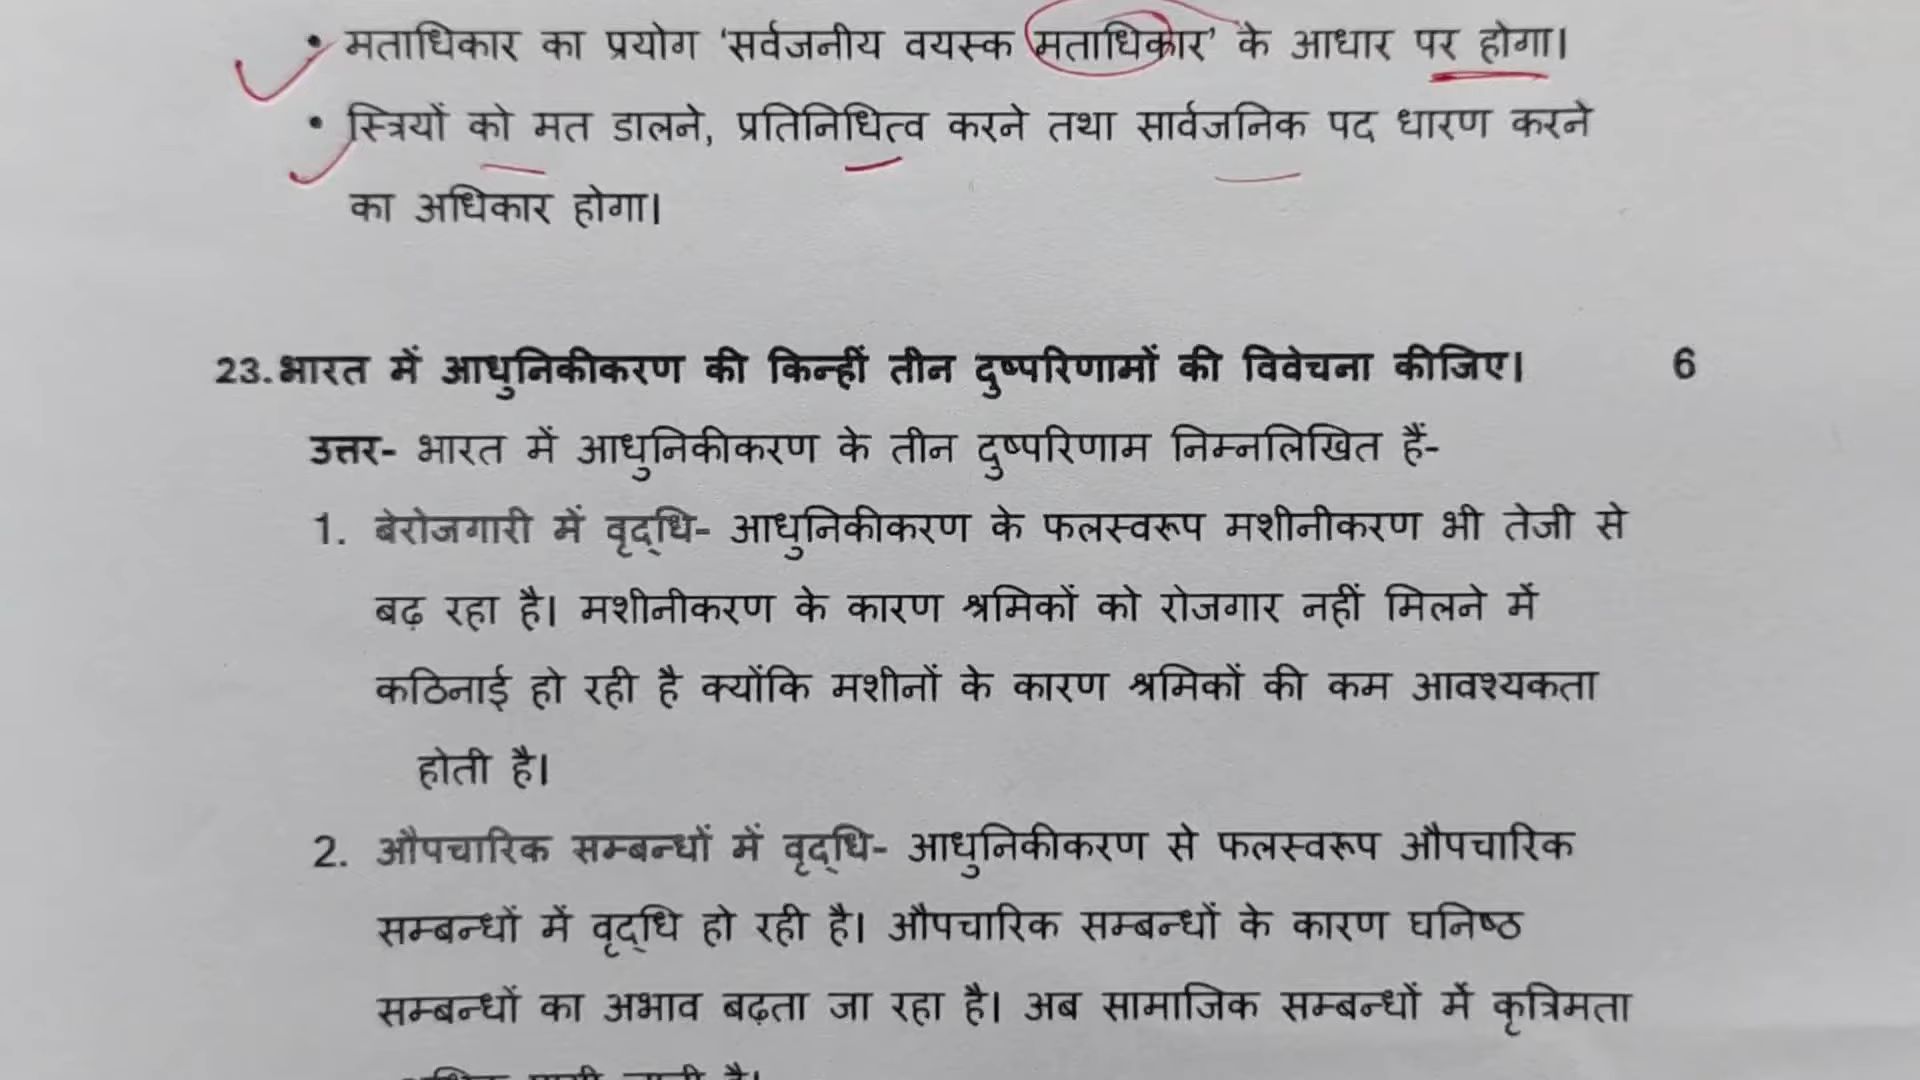 • मताधिकार का प्रयोग 'सर्वजनीय वयस्क मताधिकार' के आधार पर होगा।
• स्त्रियों को मत डालने, प्रतिनिधित्व करने तथा सार्वजनिक पद धारण करने
का अधिकार होगा।
23. भारत में आधुनिकीकरण की किन्हीं तीन दुष्परिणामों की विवेचना कीजिए। 6
उत्तर- भारत में आधुनिकीकरण के तीन दुष्परिणाम निम्नलिखित हैं-
1. बेरोजगारी में वृद्धि- आधुनिकीकरण के फलस्वरूप मशीनीकरण भी तेजी से
बढ़ रहा है। मशीनीकरण के कारण श्रमिकों को रोजगार नहीं मिलने में
कठिनाई हो रही है क्योंकि मशीनों के कारण श्रमिकों की कम आवश्यकता
होती है।
2. औपचारिक सम्बन्धों में वृद्धि- आधुनिकीकरण से फलस्वरूप औपचारिक
सम्बन्धों में वृद्धि हो रही है। औपचारिक सम्बन्धों के कारण घनिष्ठ
सम्बन्धों का अभाव बढ़ता जा रहा है। अब सामाजिक सम्बन्धों में कृत्रिमता
है।